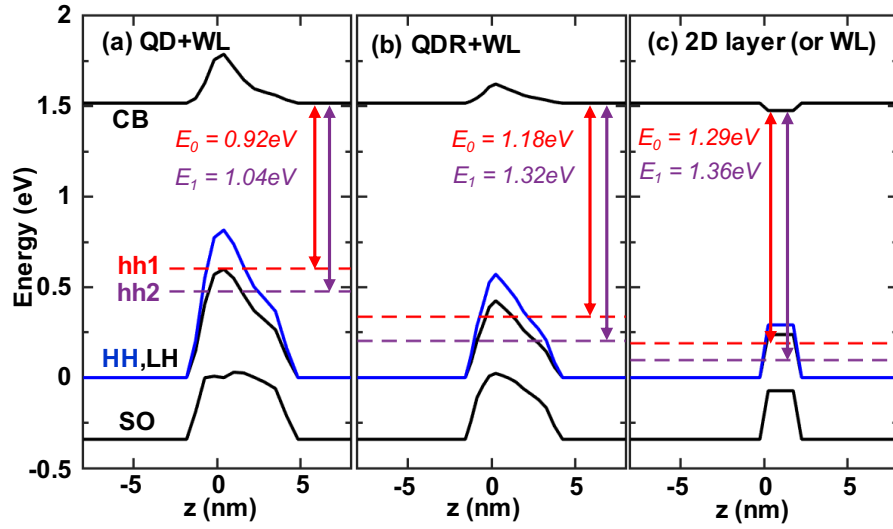 (a) QD+WL
(b) QDR+WL
(c) 2D layer (or WL)
2
1.5
1
0.5
0
-0.5
Energy (eV)
CB
E0 = 0.92eV
E1 = 1.04eV
E0 = 1.18eV
E1 = 1.32eV
E0 = 1.29eV
E1 = 1.36eV
hh1
hh2
HH,LH
SO
-5 0 5
-5 0 5
-5 0 5
z (nm)
z (nm)
z (nm)